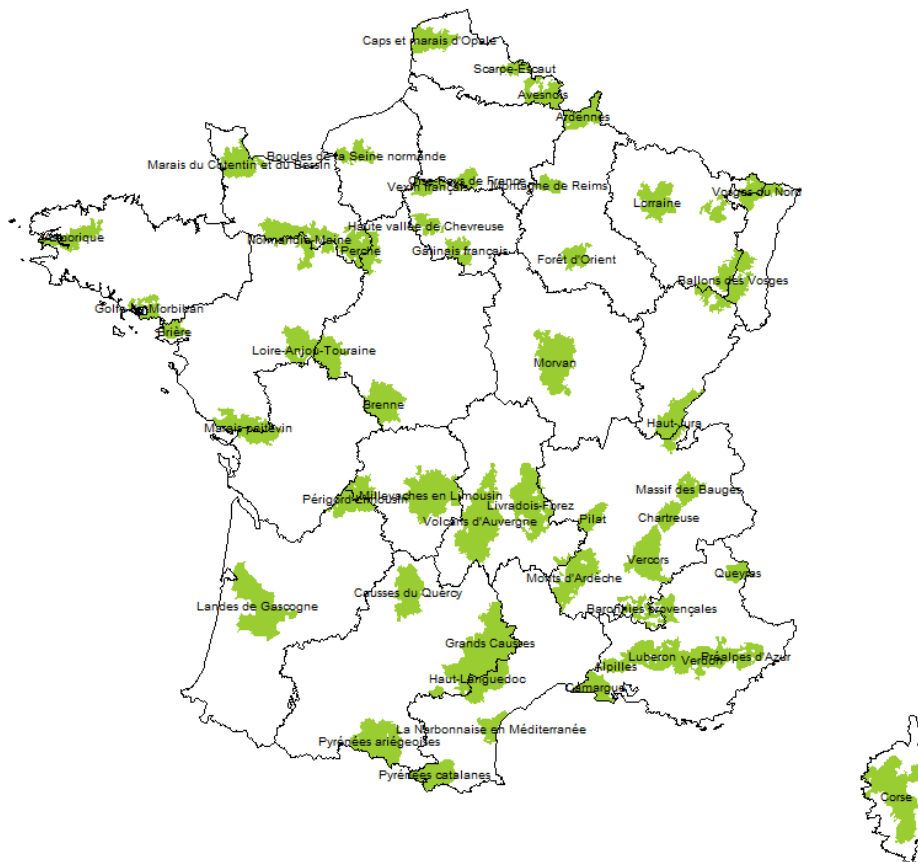 Caps et marais d'Opale
Scarpe-Escaut
Avesnois
Ardennes
Boucles de la Seine normande
Marais du Cotentin et du Bessin
Oise-Pays de France
Vexin français
Montagne de Reims
Vosges du Nord
Lorraine
Haute vallée de Chevreuse
Armorique
Normandie-Maine
Perche
Gatinais français
Forêt d'Orient
Ballons des Vosges
Golfe du Morbihan
Brière
Loire-Anjou-Touraine
Morvan
Brenne
Haut-Jura
Marais poitevin
Massif des Bauges
Périgord-Limousin
Millevaches en Limousin
Livradois-Forez
Chartreuse
Volcans d'Auvergne
Pilat
Vercors
Queyras
Monts d'Ardèche
Causses du Quercy
Landes de Gascogne
Baronnies provençales
Grands Causses
Luberon
Verdon
Préalpes d'Azur
Alpilles
Haut-Languedoc
Camargue
La Narbonnaise en Méditerranée
Pyrénées ariégeoises
Pyrénées catalanes
Corse